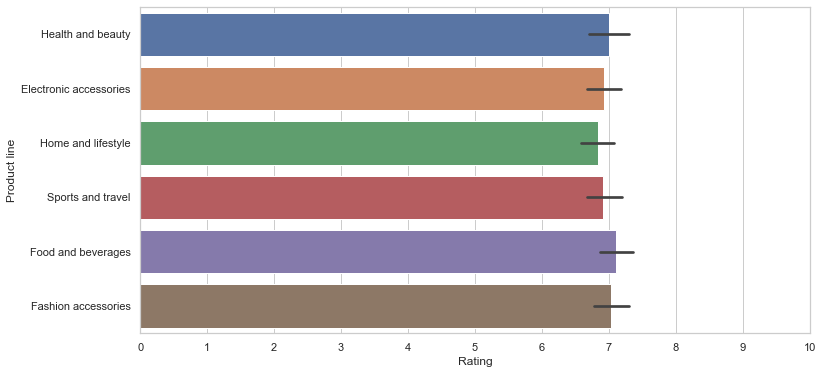 Health and beauty
Electronic accessories
Home and lifestyle
Sports and travel
Food and beverages
Fashion accessories
Product line
0 1 2 3 4 5 6 7 8 9 10
Rating